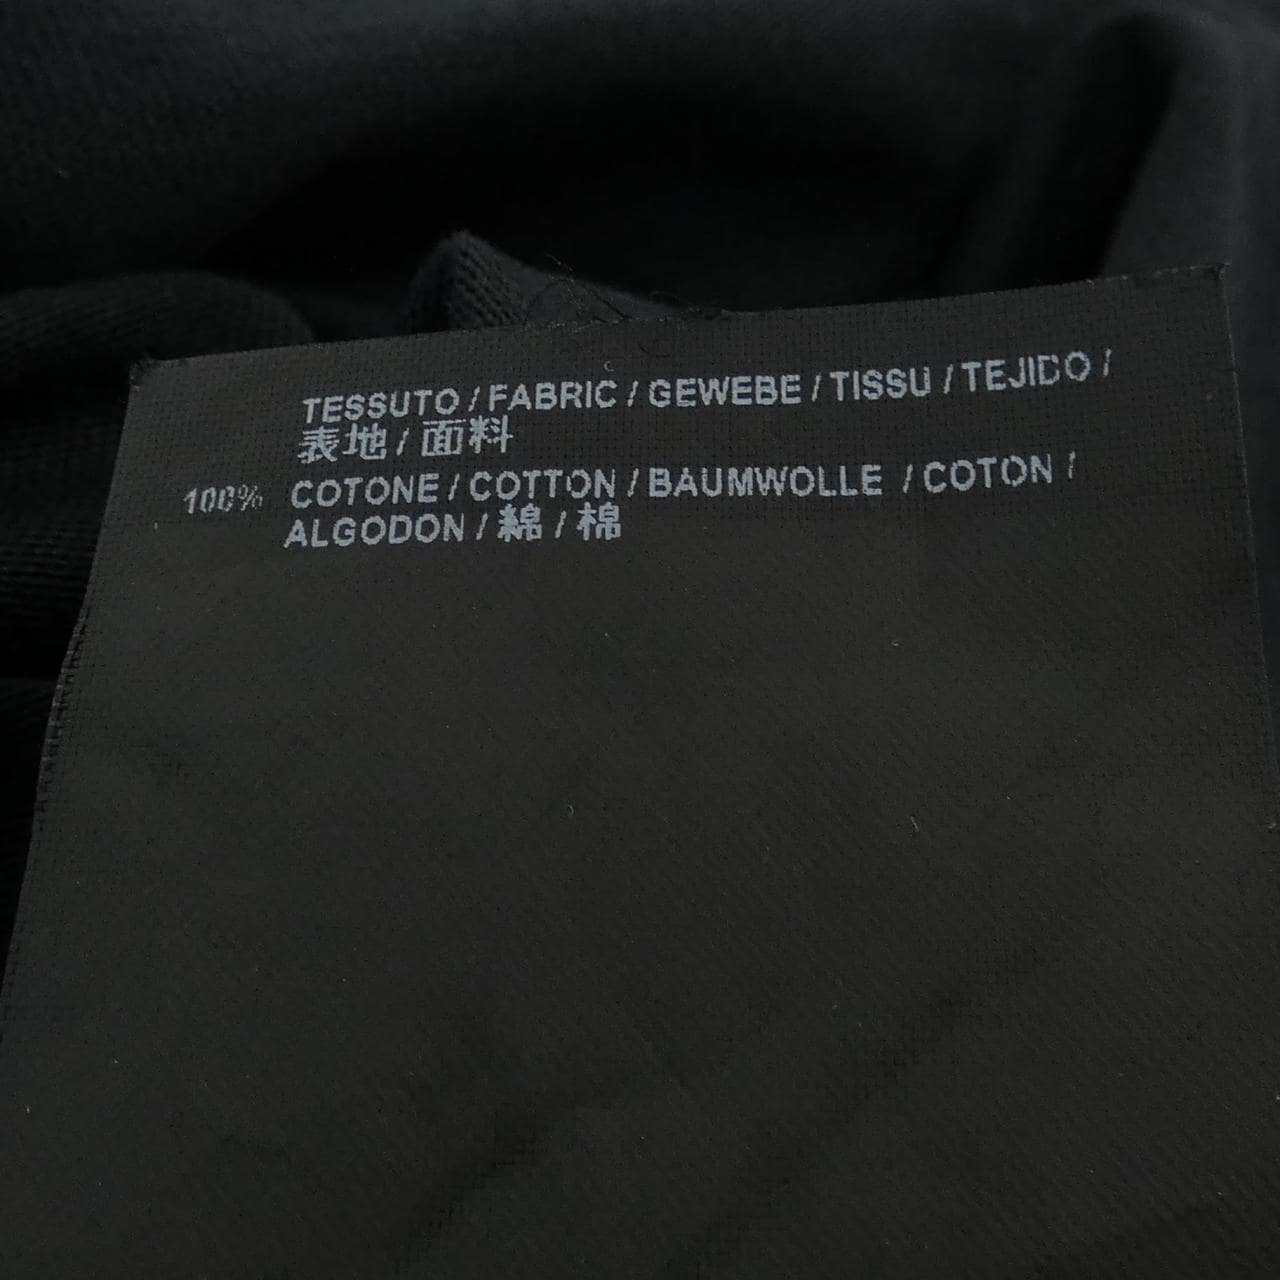 TESSUTO / FABRIC / GEWEBE / TISSU / TEJIDO /
表地 / 面料
100% COTONE / COTTON / BAUMWOLLE / COTON /
ALGODON / 綿 / 棉